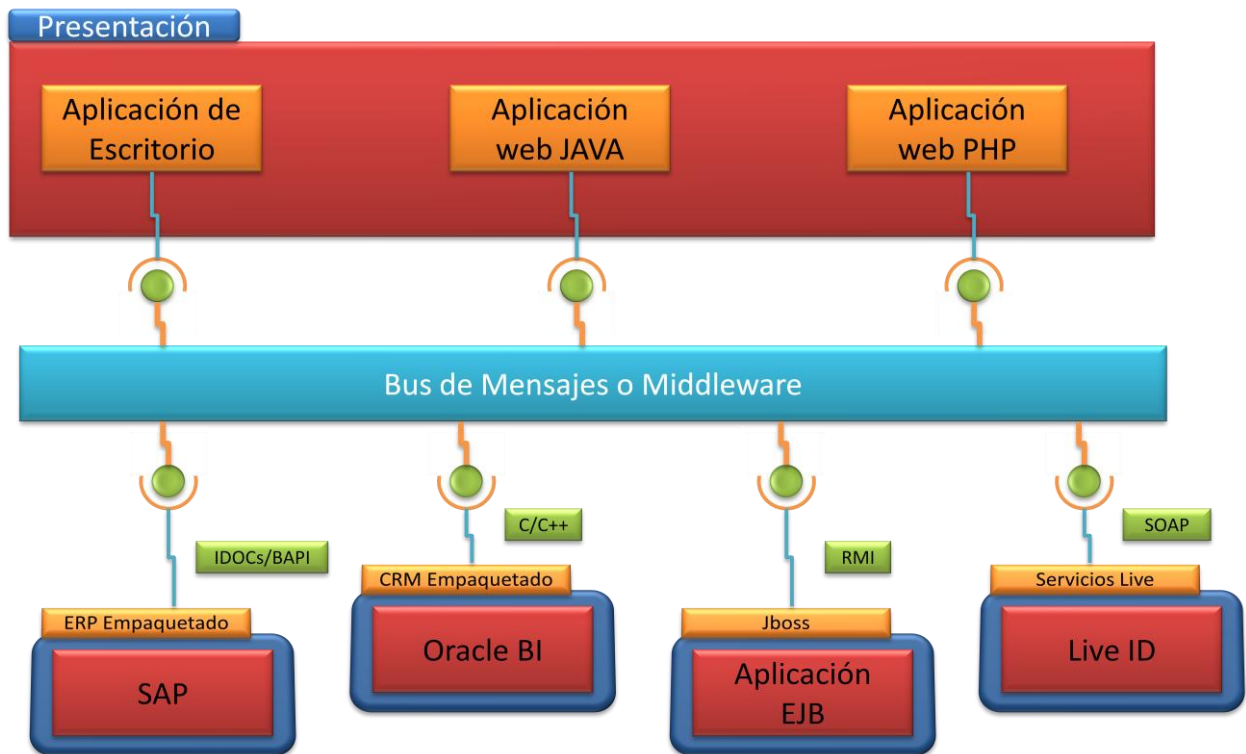 Presentación
Aplicación de
Escritorio
Aplicación
web JAVA
Aplicación
web PHP
Bus de Mensajes o Middleware
IDOCs/BAPI
C/C++
RMI
SOAP
ERP Empaquetado
SAP
CRM Empaquetado
Oracle BI
Jboss
Aplicación
EJB
Servicios Live
Live ID